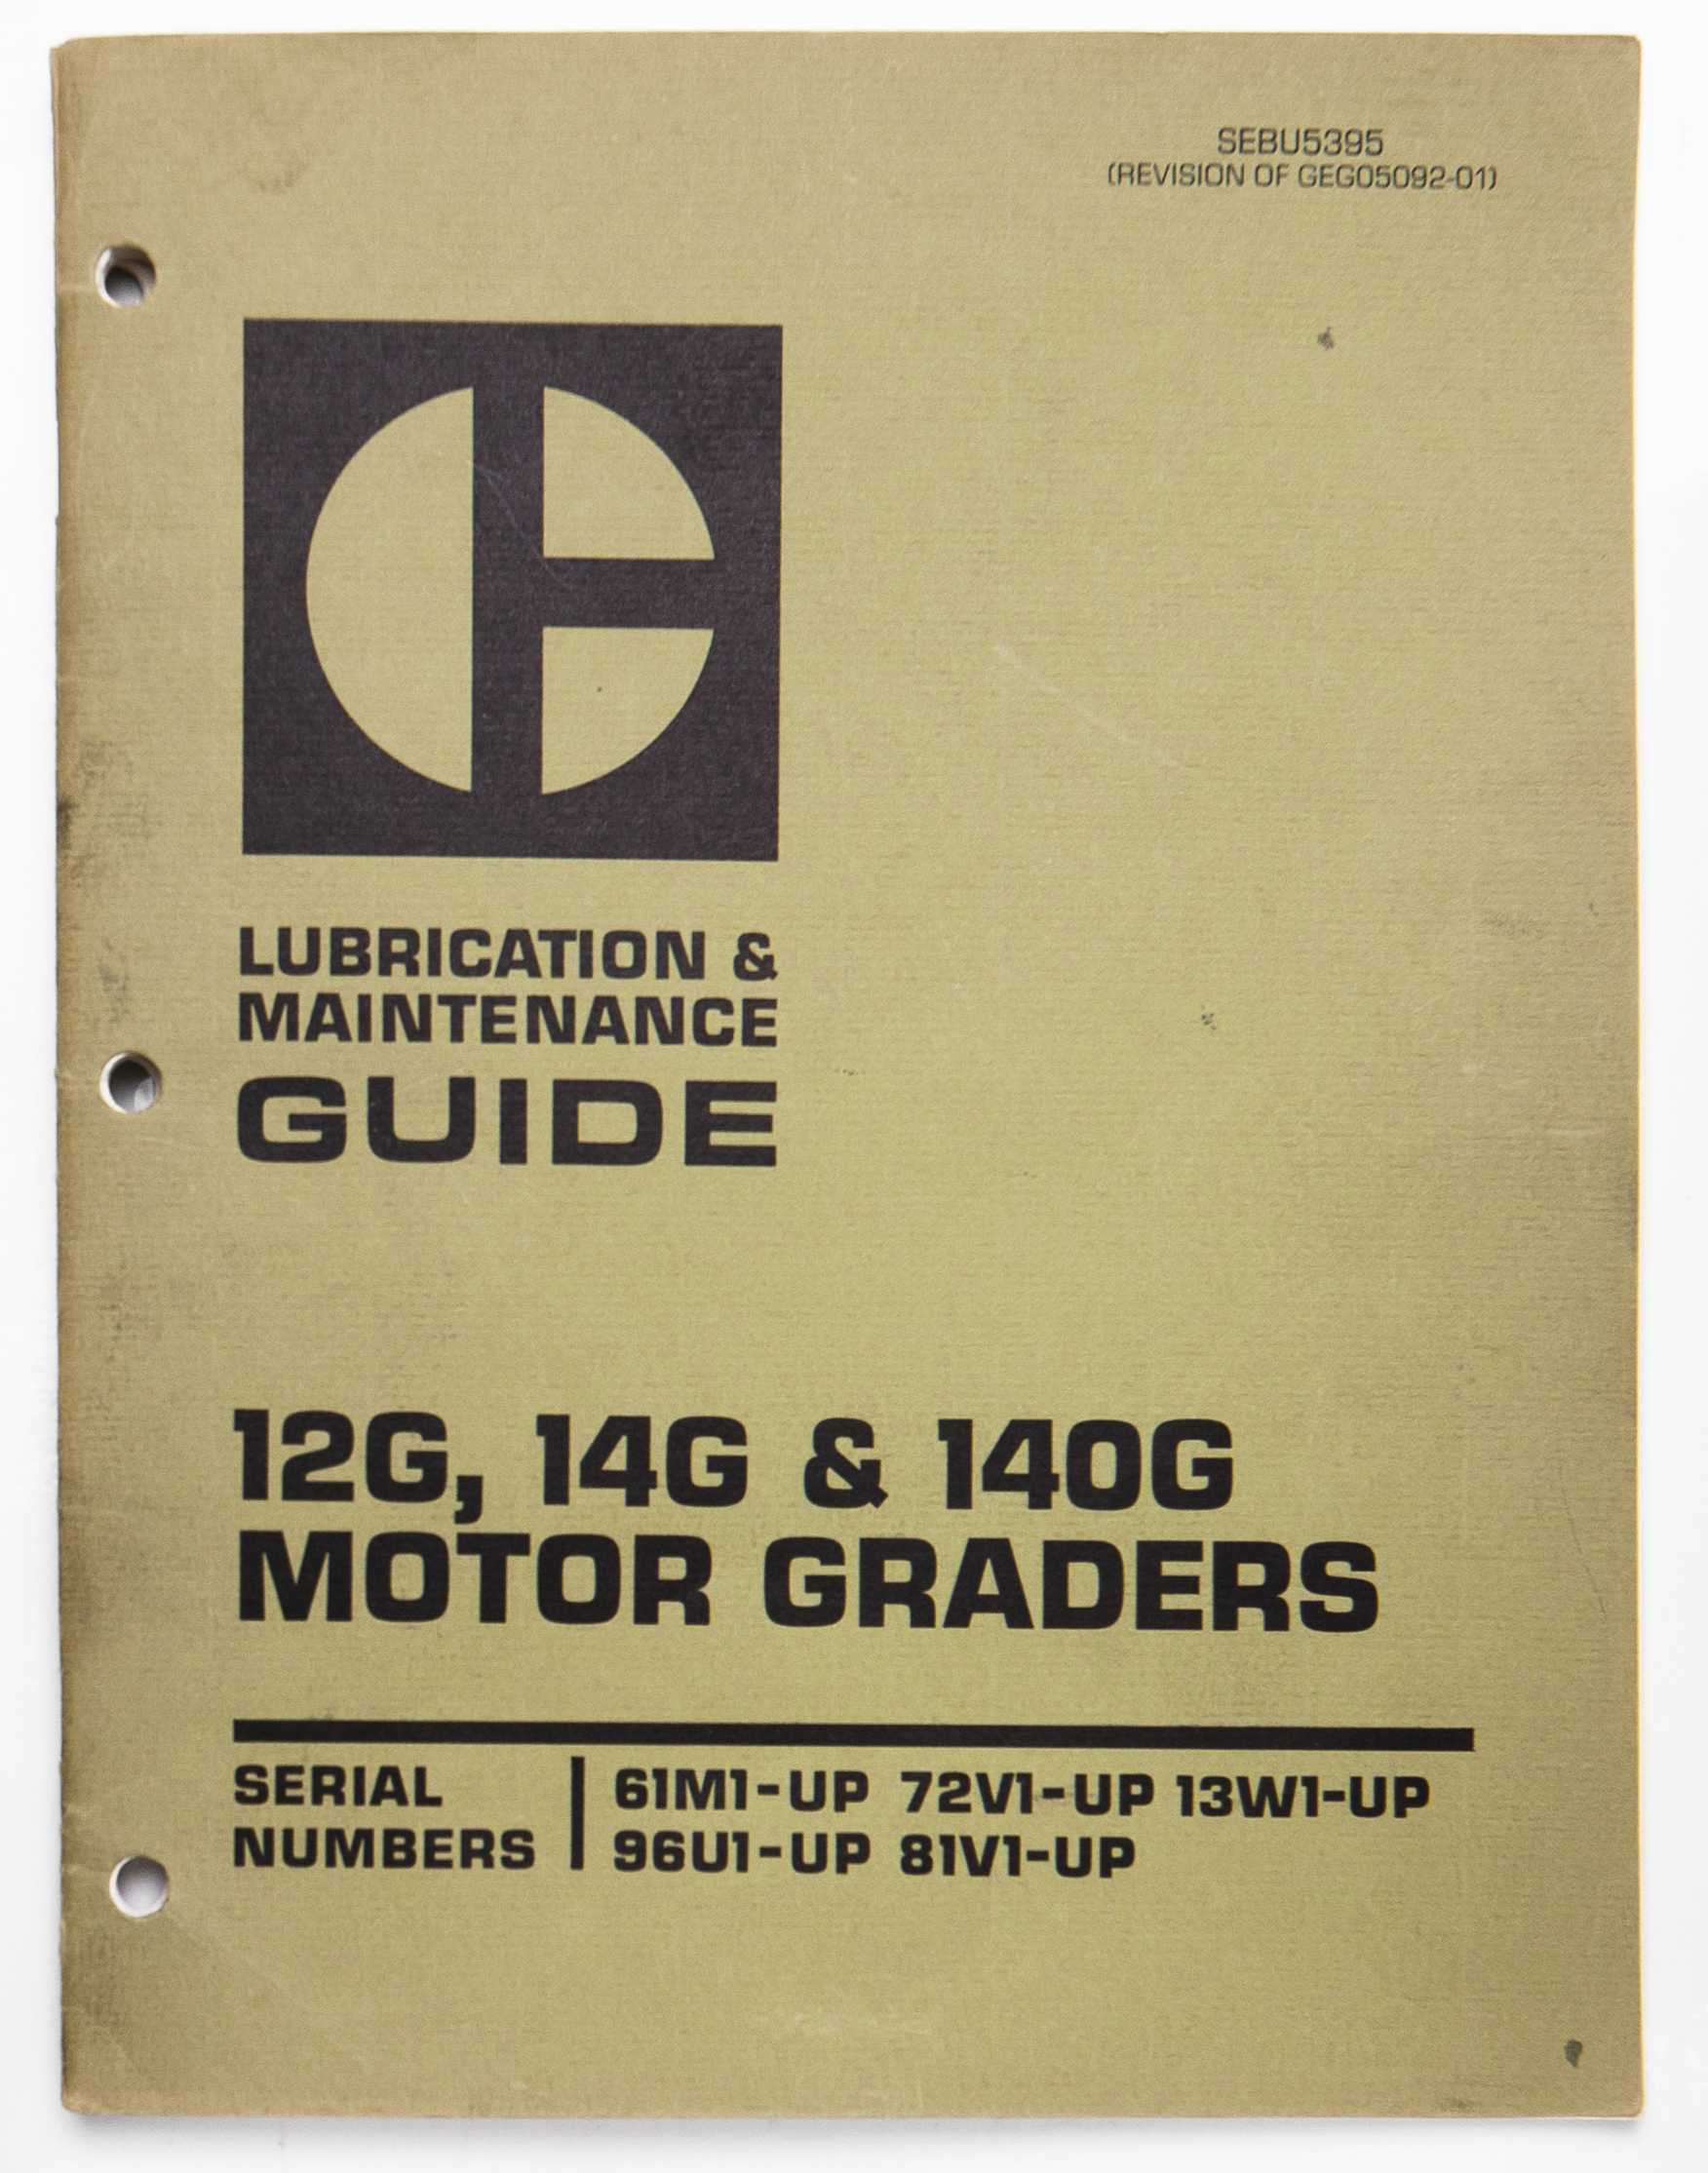 SEBU5395
(REVISION OF GEG05092-01)
LUBRICATION &
MAINTENANCE
GUIDE
12G, 14G & 140G
MOTOR GRADERS
SERIAL
NUMBERS
61M1-UP 72V1-UP 13W1-UP
96U1-UP 81V1-UP